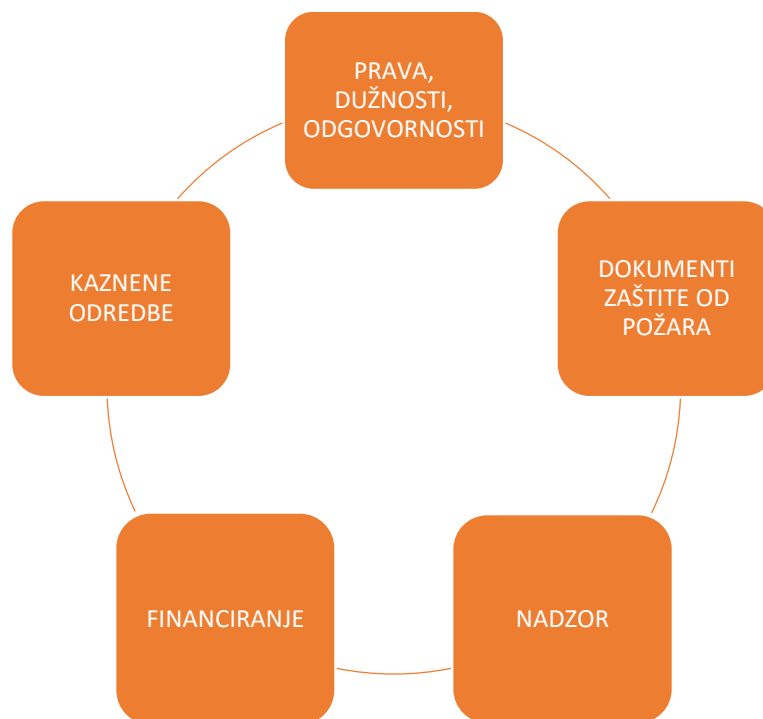 PRAVA,
DUŽNOSTI,
ODGOVORNOSTI
DOKUMENTI
ZAŠTITE OD
POŽARA
NADZOR
FINANCIRANJE
KAZNENE
ODREDBE